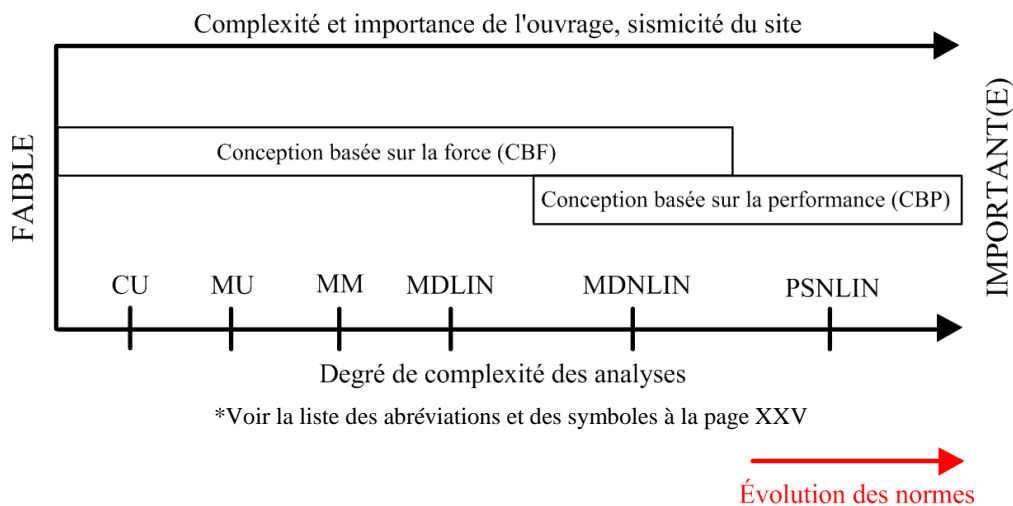 Complexité et importance de l'ouvrage, sismicité du site
FAIBLE
IMPORTANT(E)
Conception basée sur la force (CBF)
Conception basée sur la performance (CBP)
CU MU MM MDLIN MDNLIN PSNLIN
Degré de complexité des analyses
*Voir la liste des abréviations et des symboles à la page XXV
Évolution des normes